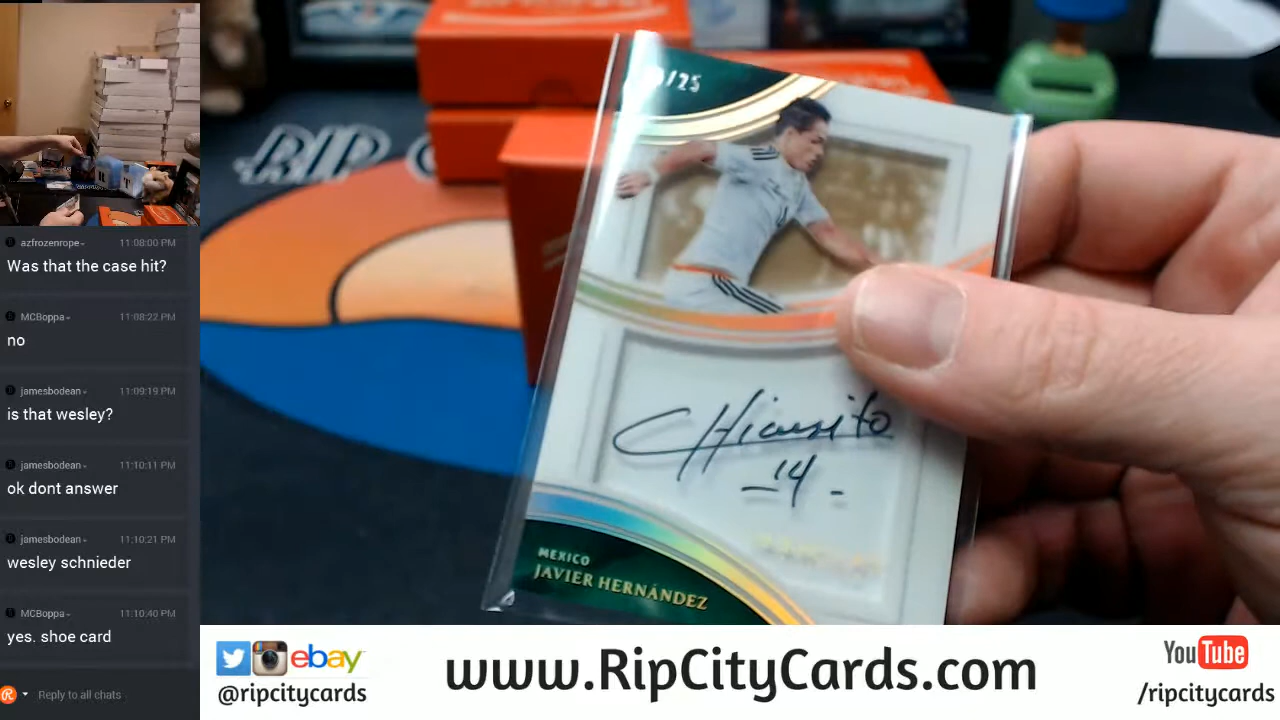 azfrozenrope
11:08:00 PM
Was that the case hit?
MCBoppa
11:08:22 PM
no
jamesbodean
11:09:19 PM
is that wesley?
jamesbodean
11:10:11 PM
ok dont answer
jamesbodean
11:10:21 PM
wesley schnieder
MCBoppa
11:10:40 PM
yes. shoe card
Reply to all chats
RIP
/25
CHicharito
14
MEXICO
JAVIER HERNÁNDEZ
ebay
@ripcitycards
www.RipCityCards.com
YouTube
/ripcitycards